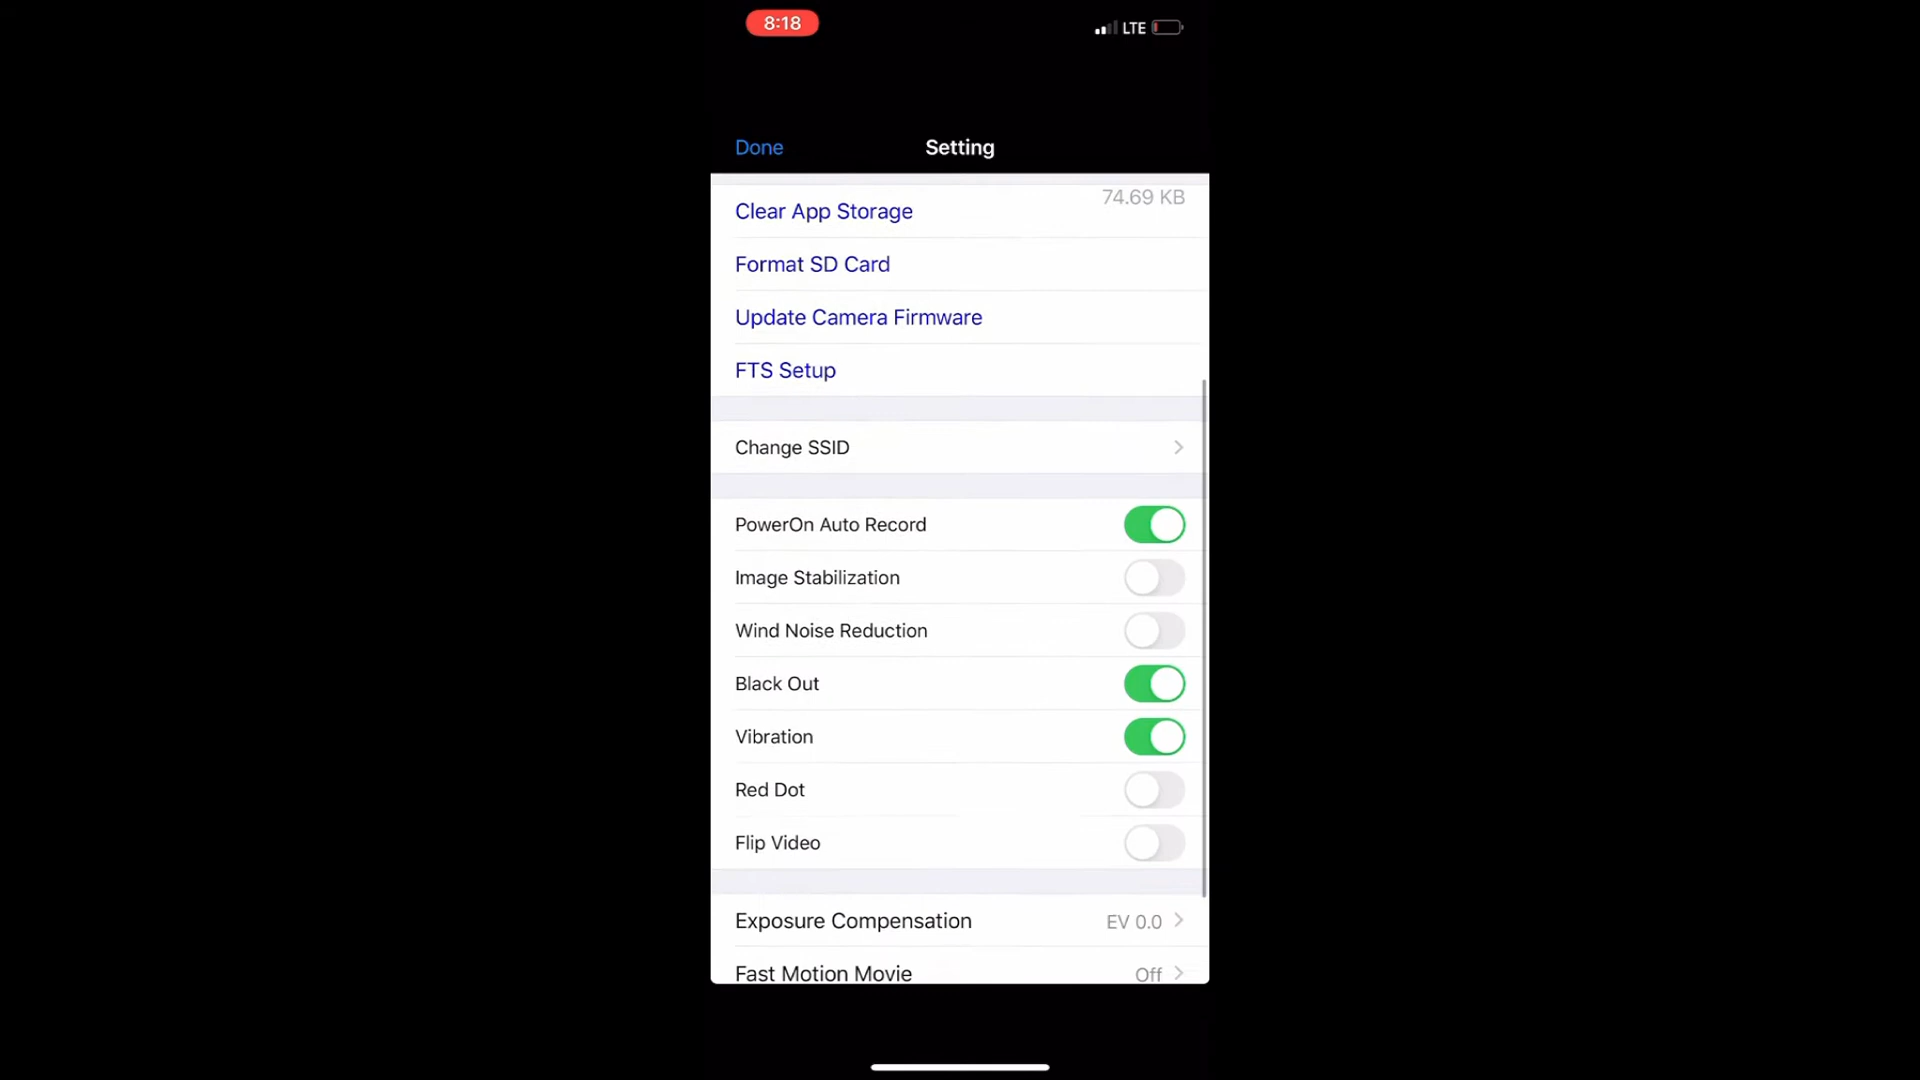 8:18
LTE
Done
Setting
74.69 KB
Clear App Storage
Format SD Card
Update Camera Firmware
FTS Setup
Change SSID
PowerOn Auto Record
Image Stabilization
Wind Noise Reduction
Black Out
Vibration
Red Dot
Flip Video
Exposure Compensation EV 0.0
Fast Motion Movie Off